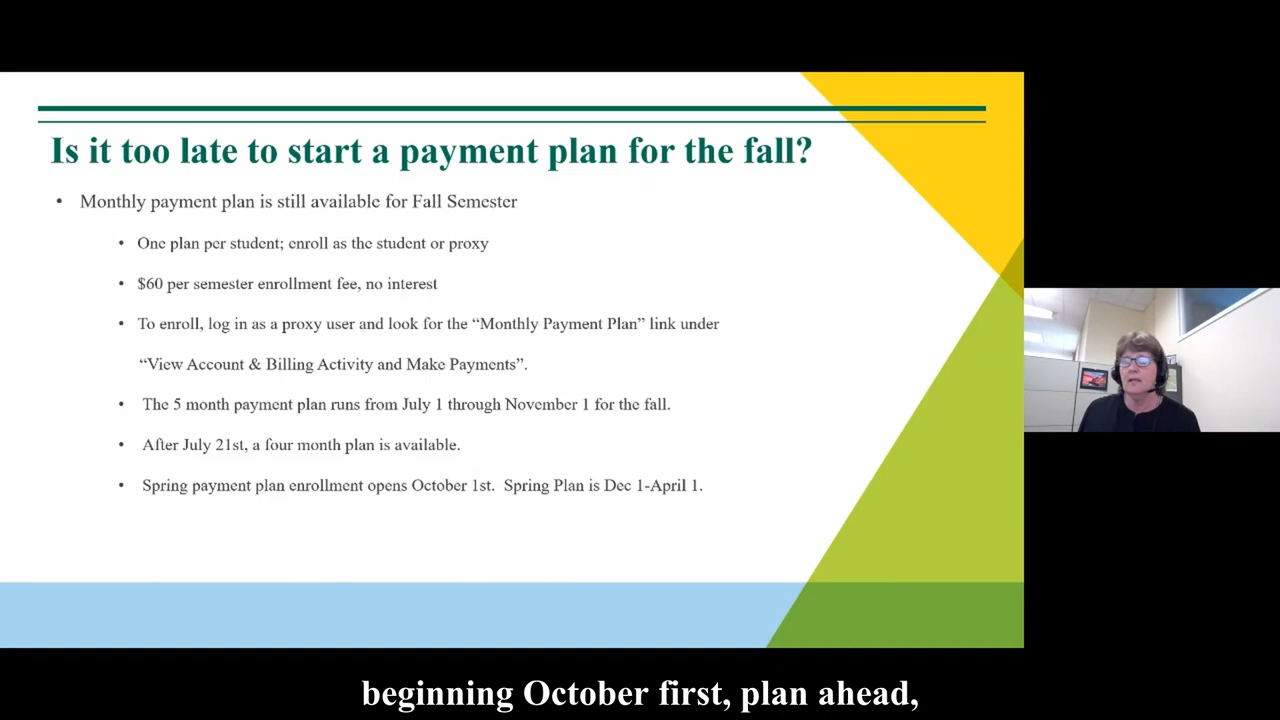 Is it too late to start a payment plan for the fall?
• Monthly payment plan is still available for Fall Semester
• One plan per student; enroll as the student or proxy
• $60 per semester enrollment fee, no interest
• To enroll, log in as a proxy user and look for the “Monthly Payment Plan” link under
“View Account & Billing Activity and Make Payments”.
• The 5 month payment plan runs from July 1 through November 1 for the fall.
• After July 21st, a four month plan is available.
• Spring payment plan enrollment opens October 1st.  Spring Plan is Dec 1-April 1.
beginning October first, plan ahead,